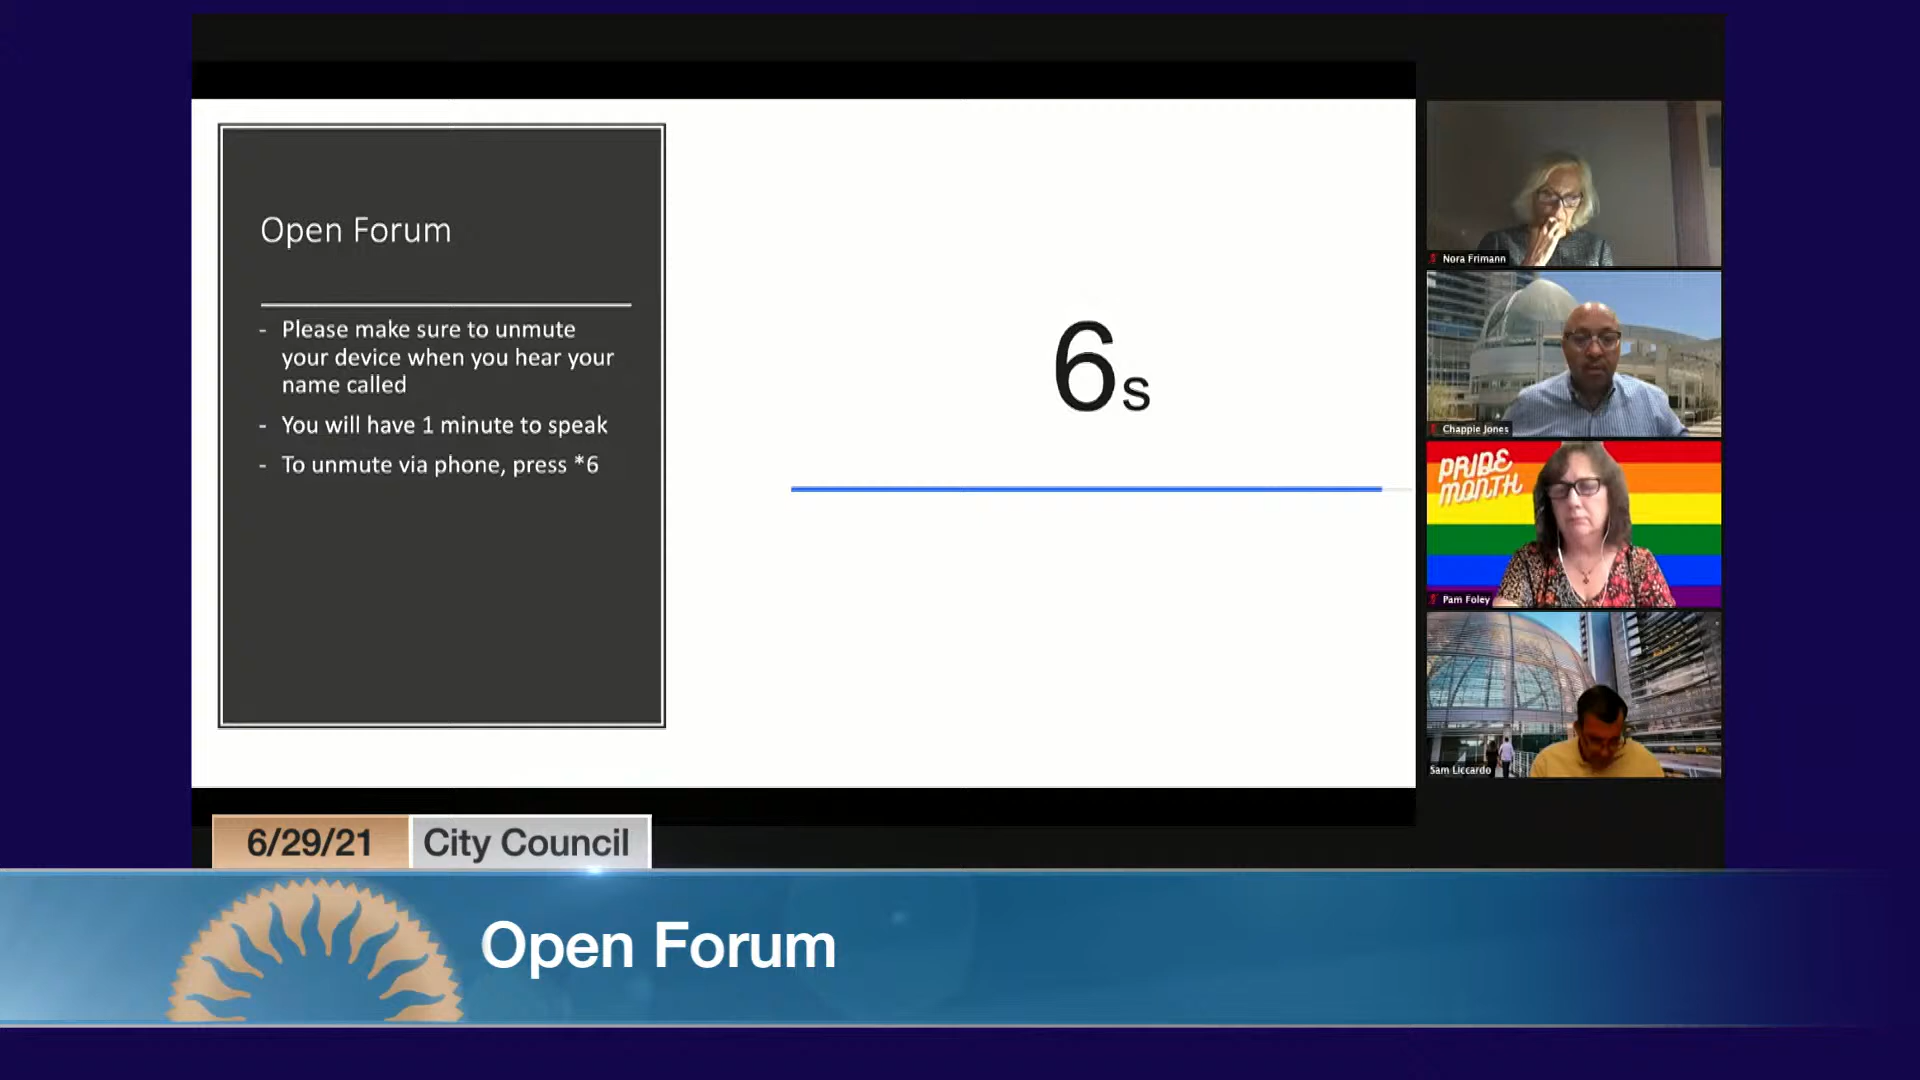 Open Forum
- Please make sure to unmute
your device when you hear your
name called
- You will have 1 minute to speak
- To unmute via phone, press *6
6s
Nora Frimann
Chappie Jones
PRIDE
MONTH
Pam Foley
Sam Liccardo
6/29/21 City Council
Open Forum